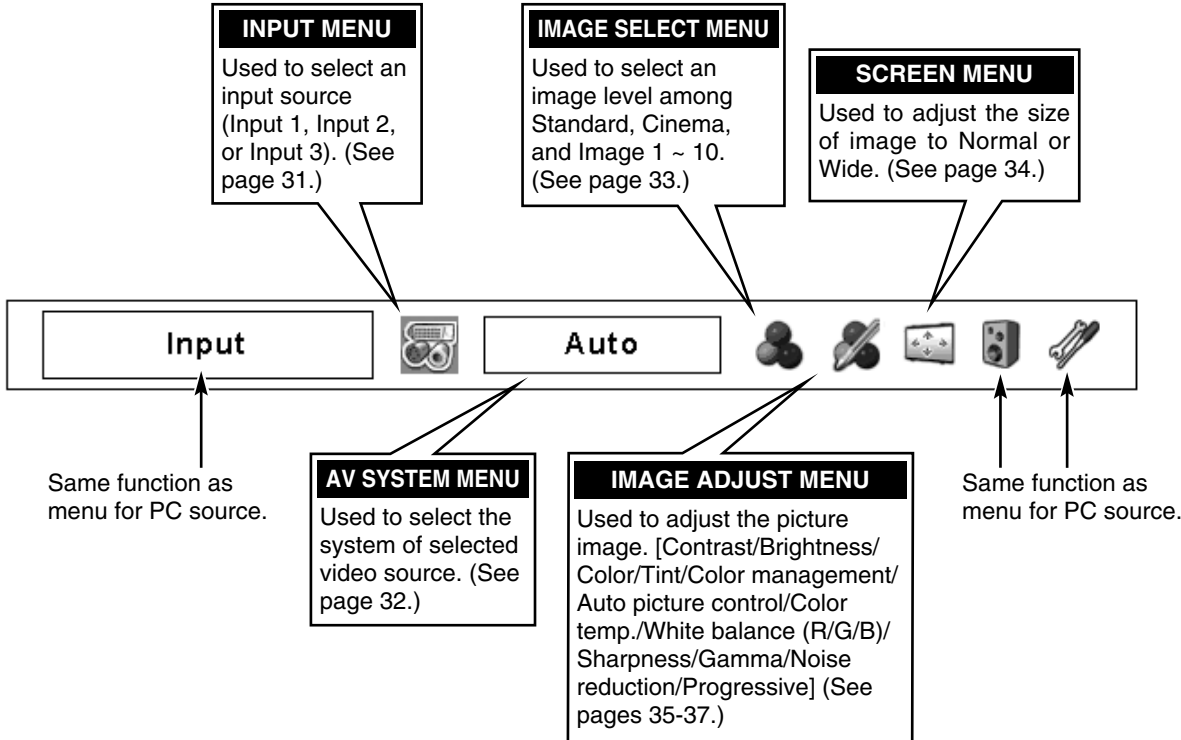 INPUT MENU
Used to select an
input source
(Input 1, Input 2,
or Input 3). (See
page 31.)
IMAGE SELECT MENU
Used to select an
image level among
Standard, Cinema,
and Image 1 ~ 10.
(See page 33.)
SCREEN MENU
Used to adjust the size
of image to Normal or
Wide. (See page 34.)
Input
Auto
Same function as
menu for PC source.
AV SYSTEM MENU
Used to select the
system of selected
video source. (See
page 32.)
IMAGE ADJUST MENU
Used to adjust the picture
image. [Contrast/Brightness/
Color/Tint/Color management/
Auto picture control/Color
temp./White balance (R/G/B)/
Sharpness/Gamma/Noise
reduction/Progressive] (See
pages 35-37.)
Same function as
menu for PC source.